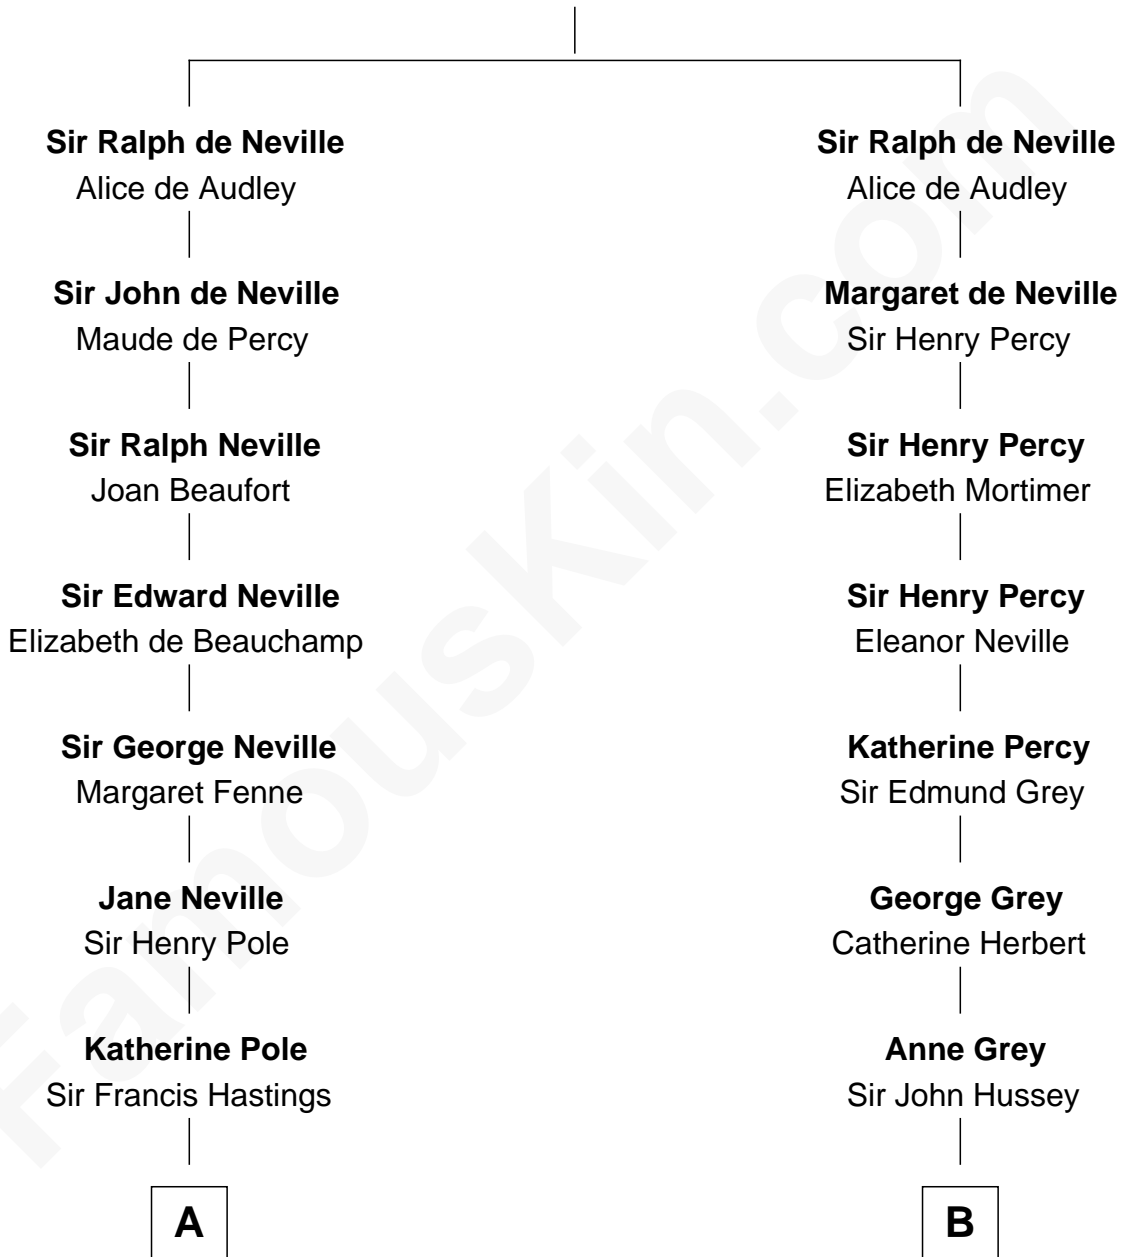 Sir Ralph de Neville
Alice de Audley
Sir John de Neville
Maude de Percy
Sir Ralph Neville
Joan Beaufort
Sir Edward Neville
Elizabeth de Beauchamp
Sir George Neville
Margaret Fenne
Jane Neville
Sir Henry Pole
Katherine Pole
Sir Francis Hastings
A
Sir Ralph de Neville
Alice de Audley
Margaret de Neville
Sir Henry Percy
Sir Henry Percy
Elizabeth Mortimer
Sir Henry Percy
Eleanor Neville
Katherine Percy
Sir Edmund Grey
George Grey
Catherine Herbert
Anne Grey
Sir John Hussey
B
FamousKin.com